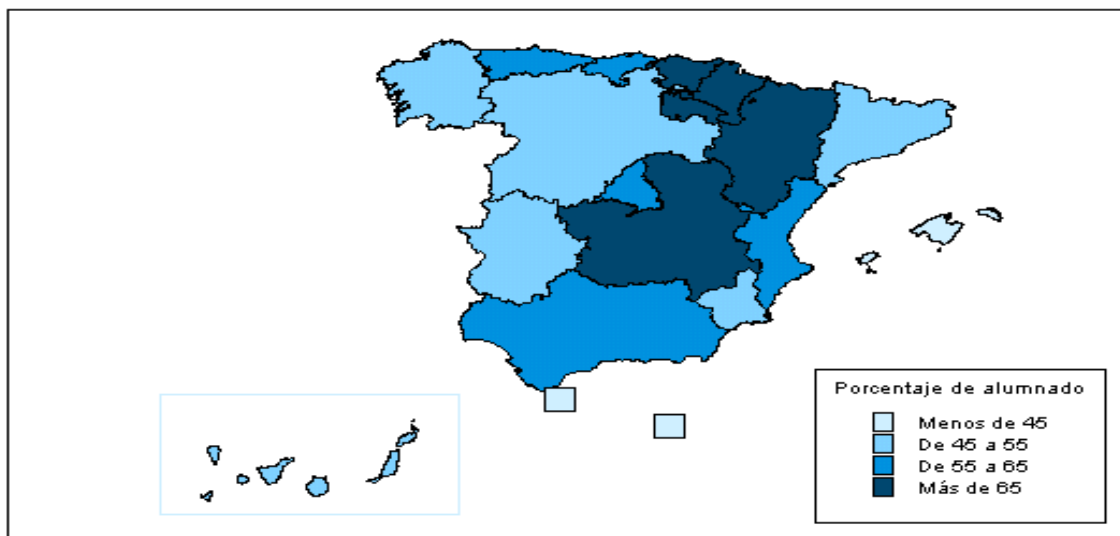 Porcentaje de alumnado
Menos de 45
De 45 a 55
De 55 a 65
Más de 65